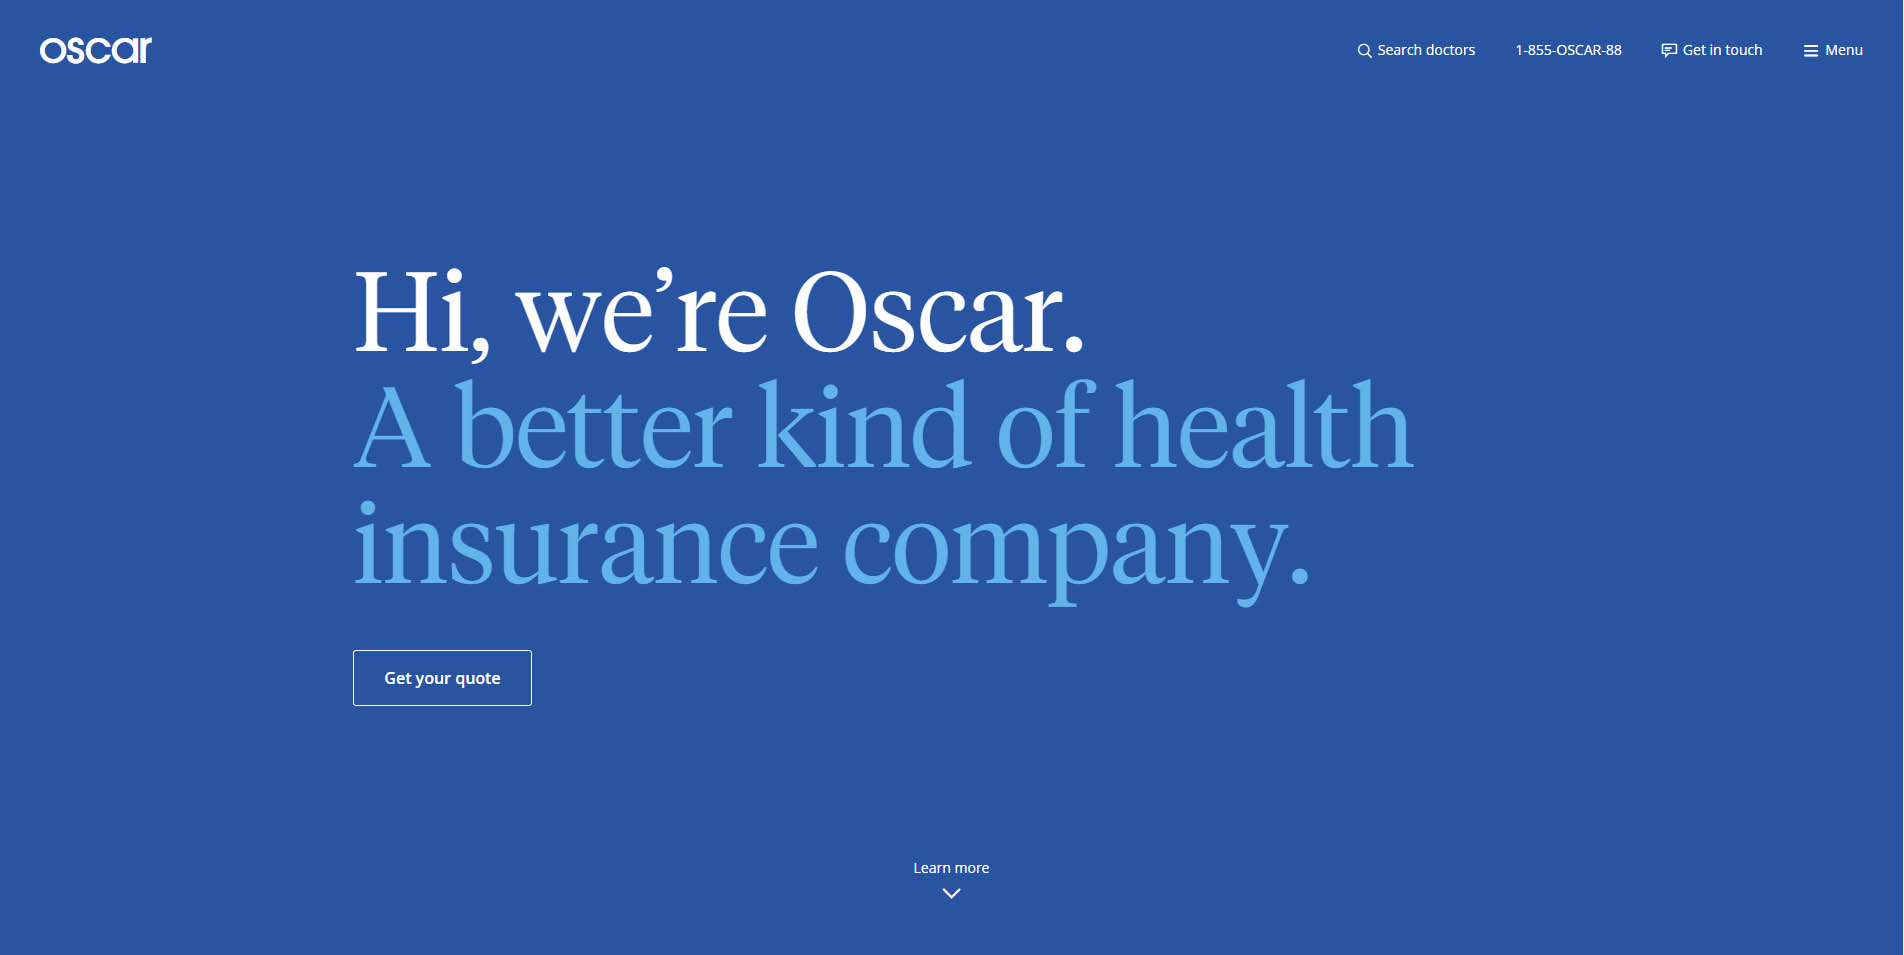 oscar
Search doctors
1-855-OSCAR-88
Get in touch
Menu
Hi, we’re Oscar.
A better kind of health
insurance company.
Get your quote
Learn more